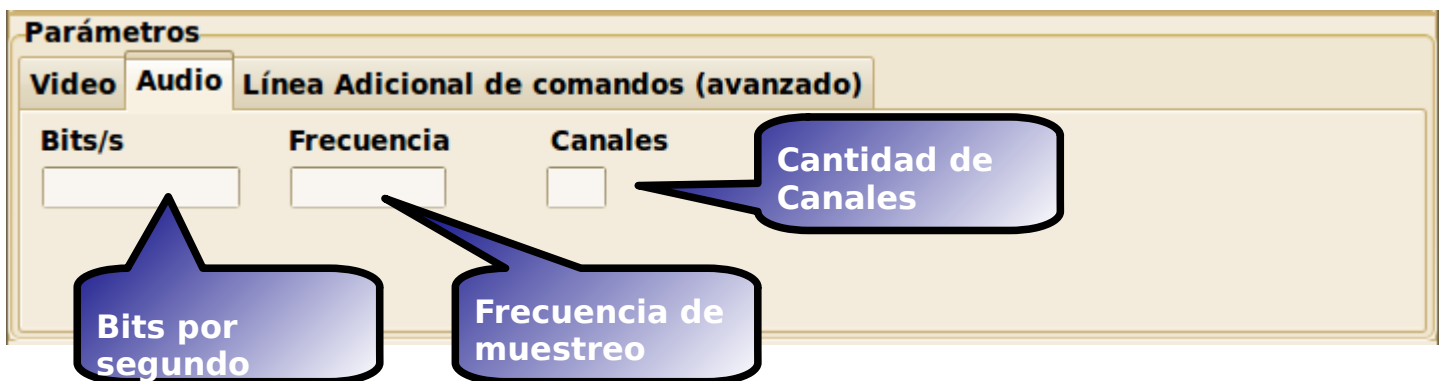 Parámetros
Video Audio Línea Adicional de comandos (avanzado)
Bits/s Frecuencia Canales
Cantidad de
Canales
Bits por
segundo
Frecuencia de
muestreo